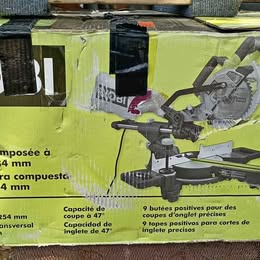 BI
mposée à
54 mm
ra compuesta
4 mm
254 mm
ansversal
Capacité de
coupe à 47°
Capacidad de
inglete de 47°
9 butées positives pour des
coupes d'onglet précises
9 topes positivos para cortes de
inglete precisos